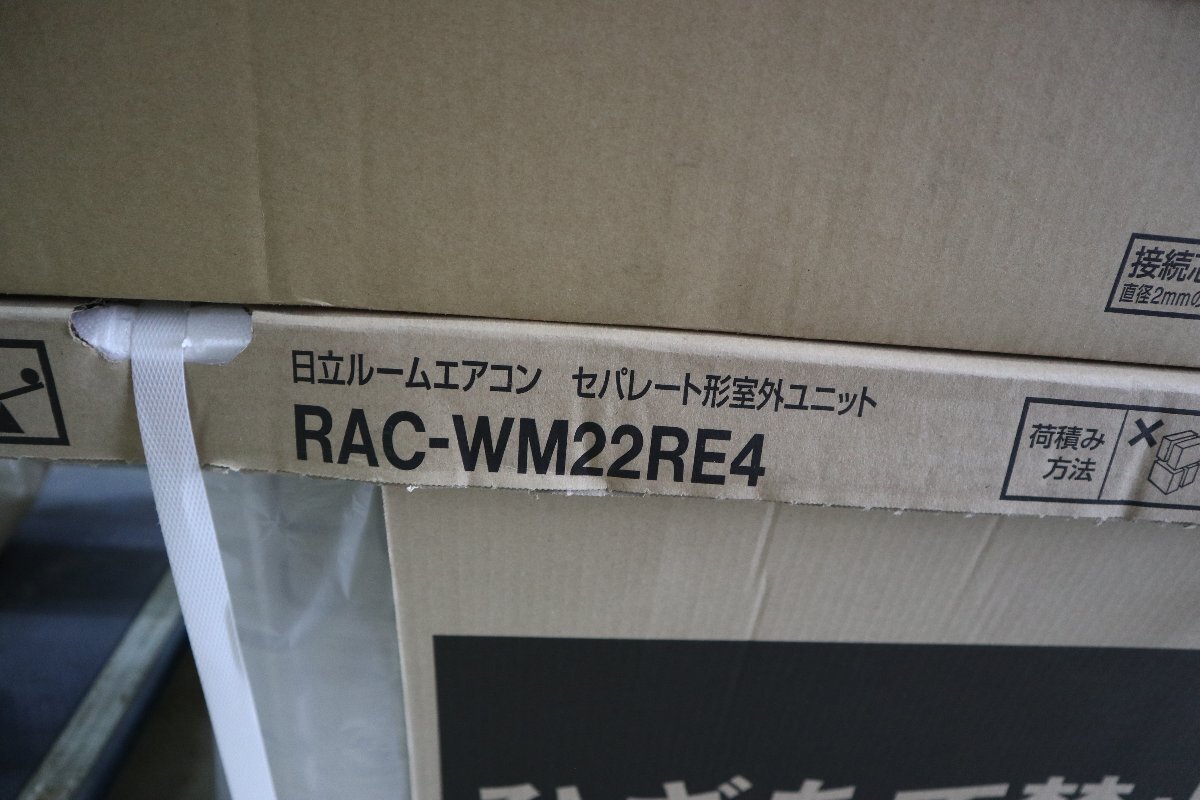 接続
直径2mmの
日立ルームエアコン セパレート形室外ユニット
RAC-WM22RE4
荷積み
方法